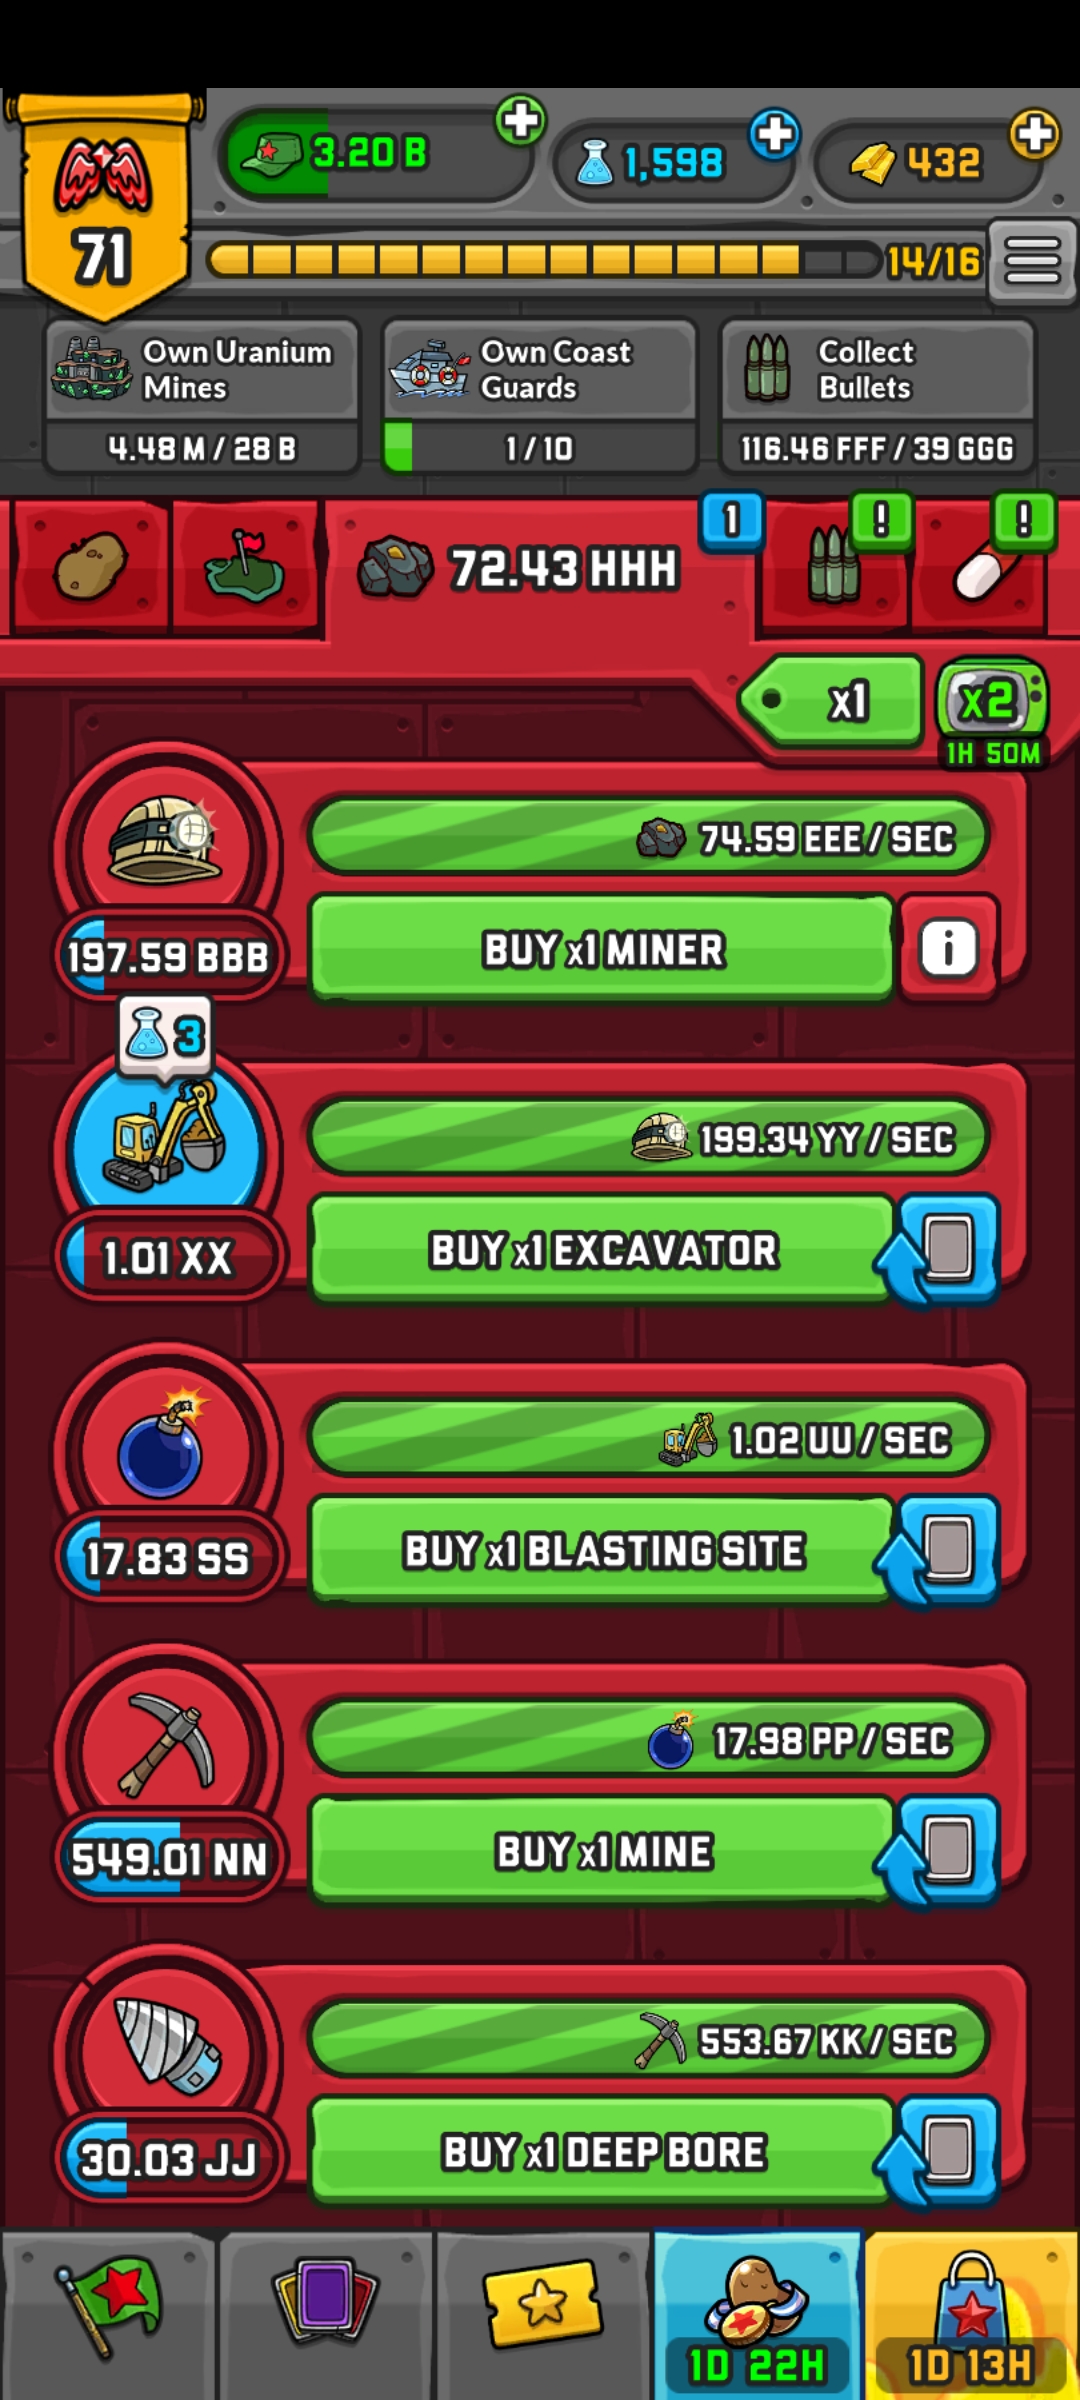 3.20 B
1,598
432
71
14/16
Own Uranium
Mines
4.48 M / 28 B
Own Coast
Guards
1 / 10
Collect
Bullets
116.46 FFF / 39 GGG
72.43 HHH
1
!
!
x1
x2
1H 50M
74.59 EEE / SEC
197.59 BBB
BUY x1 MINER
i
3
199.34 YY / SEC
1.01 XX
BUY x1 EXCAVATOR
1.02 UU / SEC
17.83 SS
BUY x1 BLASTING SITE
17.98 PP / SEC
549.01 NN
BUY x1 MINE
553.67 KK / SEC
30.03 JJ
BUY x1 DEEP BORE
1D 22H
1D 13H